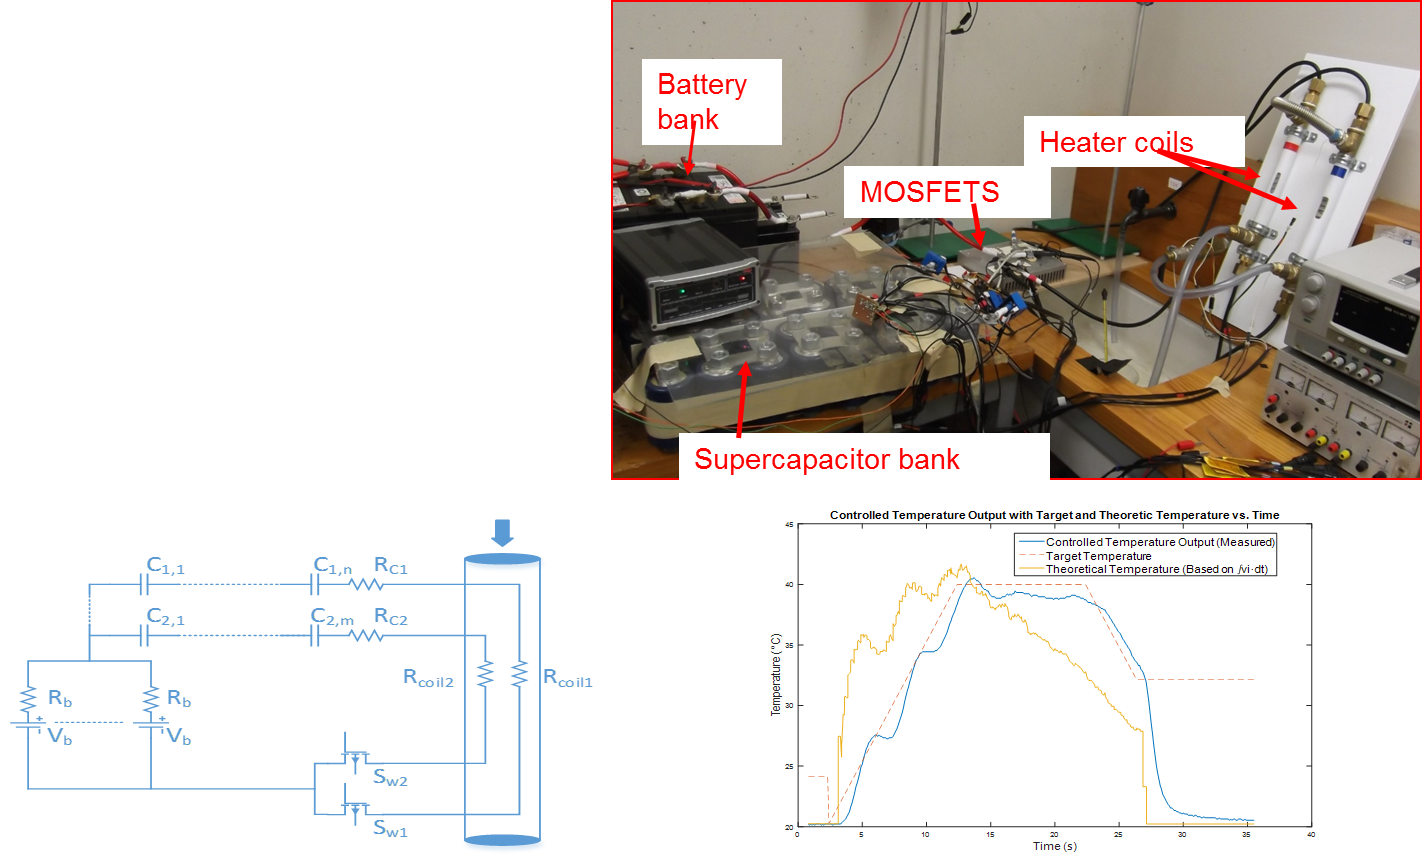 Battery
bank
Heater coils
MOSFETS
Supercapacitor bank
C1,1
C1,n
RC1
C2,1
C2,m
RC2
Rcoil2
Rcoil1
Rb
Rb
+
+
Vb
Vb
Sw2
Sw1
Controlled Temperature Output with Target and Theoretic Temperature vs. Time
Controlled Temperature Output (Measured)
Target Temperature
Theoretical Temperature (Based on ∫vi·dt)
Temperature (°C)
45
40
35
30
25
20
0 5 10 15 20 25 30 35 40
Time (s)